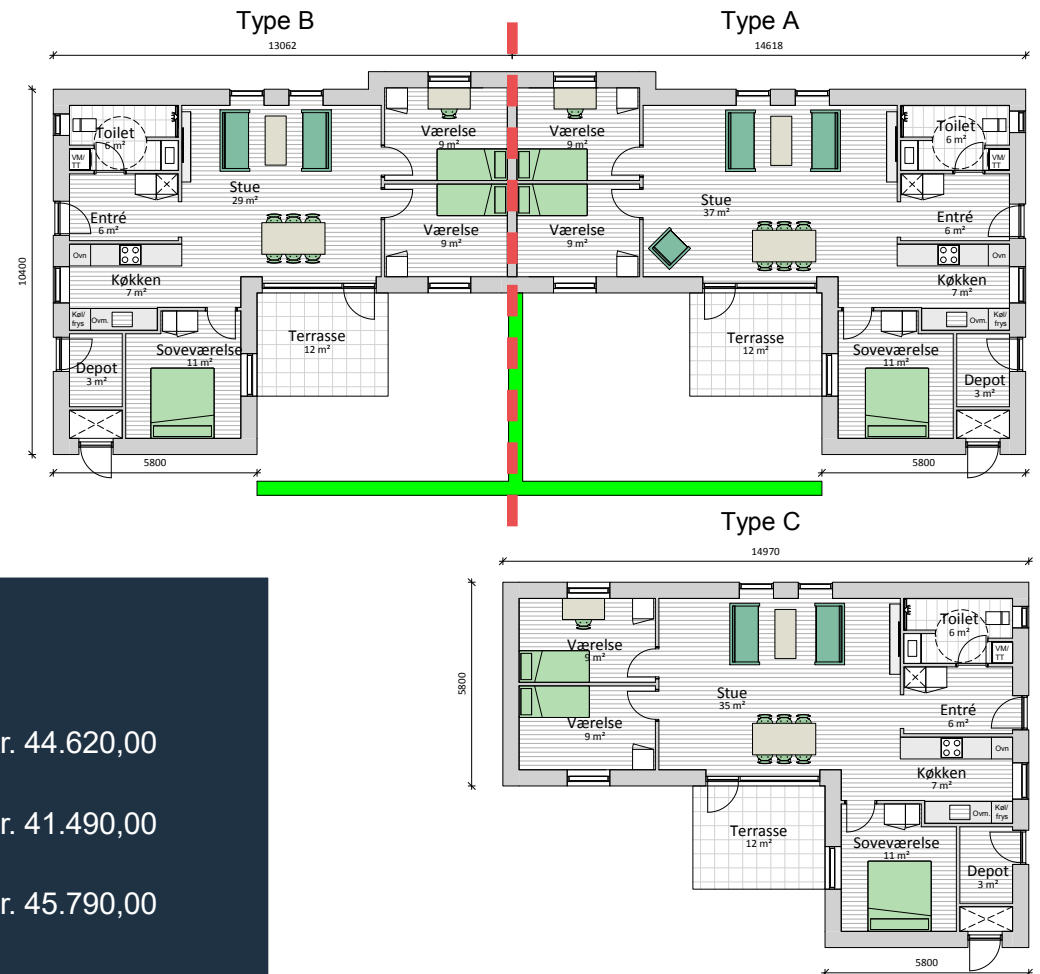 Type B
Type A
13062
14618
10400
Toilet
6 m²
VM/
TT
Stue
29 m²
Entré
6 m²
Ovn
Køkken
7 m²
Køl/
frys
Ovm.
Depot
3 m²
Soveværelse
11 m²
Terrasse
12 m²
Værelse
9 m²
Værelse
9 m²
5800
Værelse
9 m²
Værelse
9 m²
Stue
37 m²
Toilet
6 m²
VM/
TT
Entré
6 m²
Ovn
Køkken
7 m²
Ovm.
Køl/
frys
Terrasse
12 m²
Soveværelse
11 m²
Depot
3 m²
5800
Type C
14970
5800
Værelse
9 m²
Værelse
9 m²
Stue
35 m²
Toilet
6 m²
VM/
TT
Entré
6 m²
Ovn
Køkken
7 m²
Ovm.
Køl/
frys
Terrasse
12 m²
Soveværelse
11 m²
Depot
3 m²
5800
r. 44.620,00
r. 41.490,00
r. 45.790,00